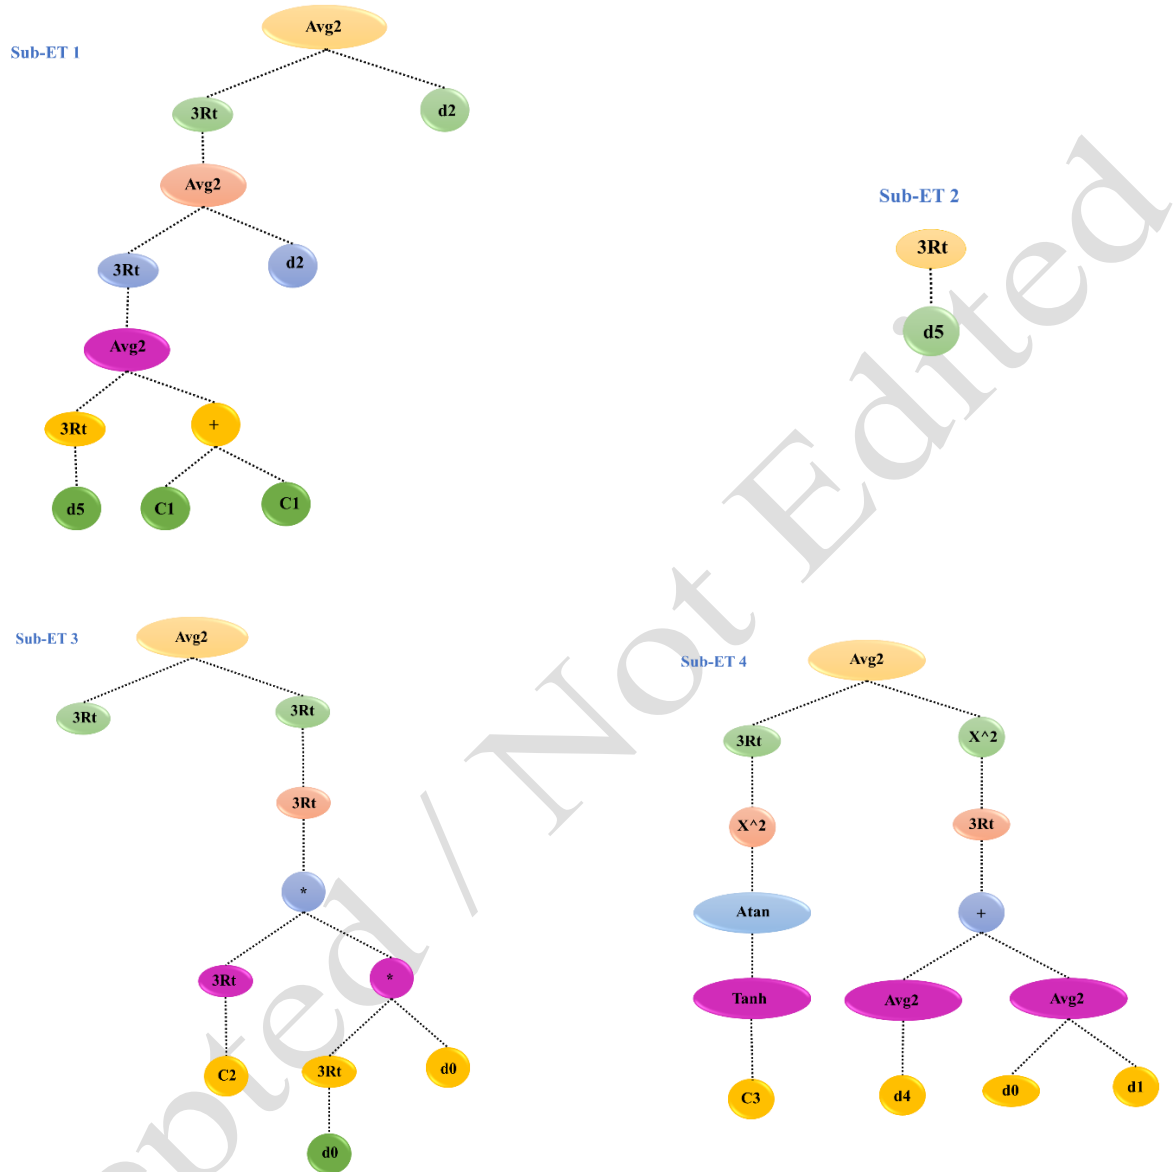 Sub-ET 1
Avg2
3Rt
d2
Avg2
3Rt
d2
Avg2
3Rt
+
d5
C1
C1
Sub-ET 2
3Rt
d5
Sub-ET 3
Avg2
3Rt
3Rt
3Rt
*
3Rt
*
C2
3Rt
d0
d0
Sub-ET 4
Avg2
3Rt
X^2
X^2
3Rt
Atan
+
Tanh
Avg2
Avg2
C3
d4
d0
d1
pted / Not Edited